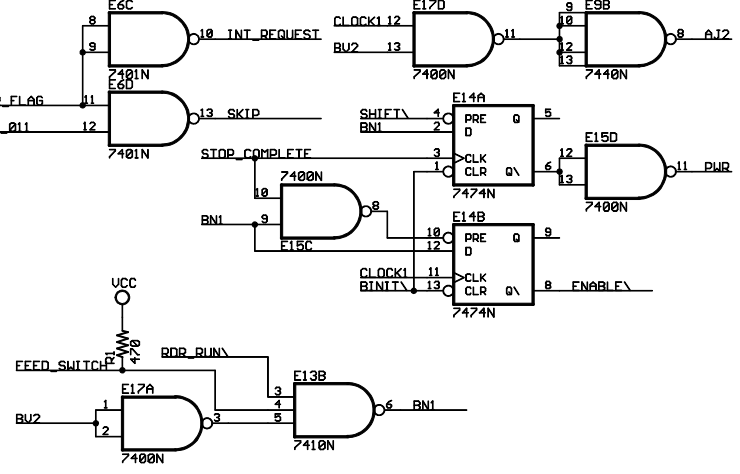 E6C
8
9
10 INT_REQUEST
7401N
E6D
_FLAG 11
_011 12
13 SKIP
7401N
CLOCK1 12
BV2 13
E17D
11
7400N
9
10
12
13
E9B
8 AJ2
7440N
E14A
SHIFT\ 4 PRE Q 5
BN1 2 D
STOP_COMPLETE 3 CLK
1 CLR Q\ 6
7474N
12
13
E15D
11 PWR
7400N
7400N
10
8
BN1 9
E15C
E14B
10 PRE Q 9
12 D
CLOCK1 11 CLK
BINIT\ 13 CLR Q\ 8 ENABLE\
7474N
VCC
R1
470
FEED_SWITCH
RDR_RUN\
E17A
BV2
1
2
3
7400N
E13B
3
4
5
6 BN1
7410N